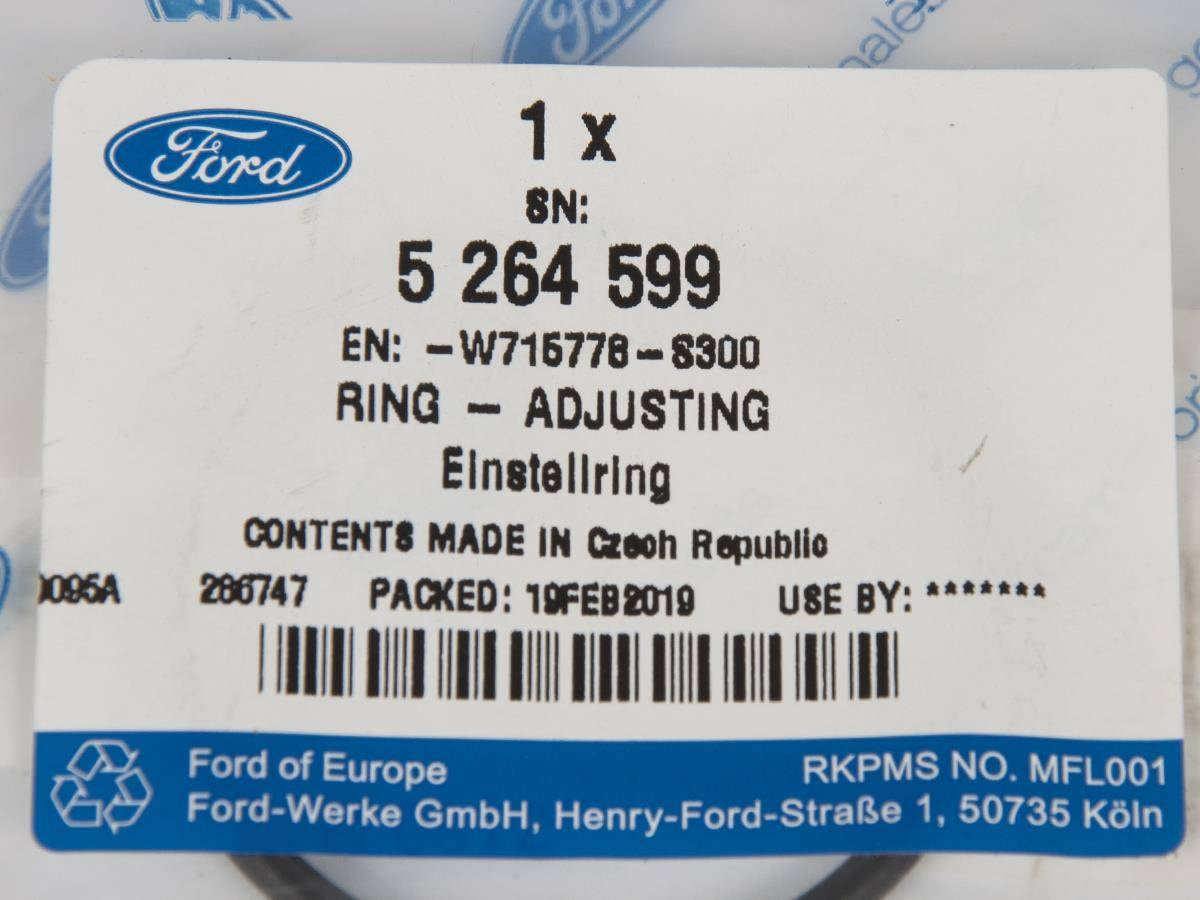 Ford
1 x
SN:
5 264 599
EN: -W715778-S300
RING - ADJUSTING
Einstellring
CONTENTS MADE IN Czech Republic
0095A 286747 PACKED: 19FEB2019 USE BY: *******
Ford of Europe
RKPMS NO. MFL001
Ford-Werke GmbH, Henry-Ford-Straße 1, 50735 Köln